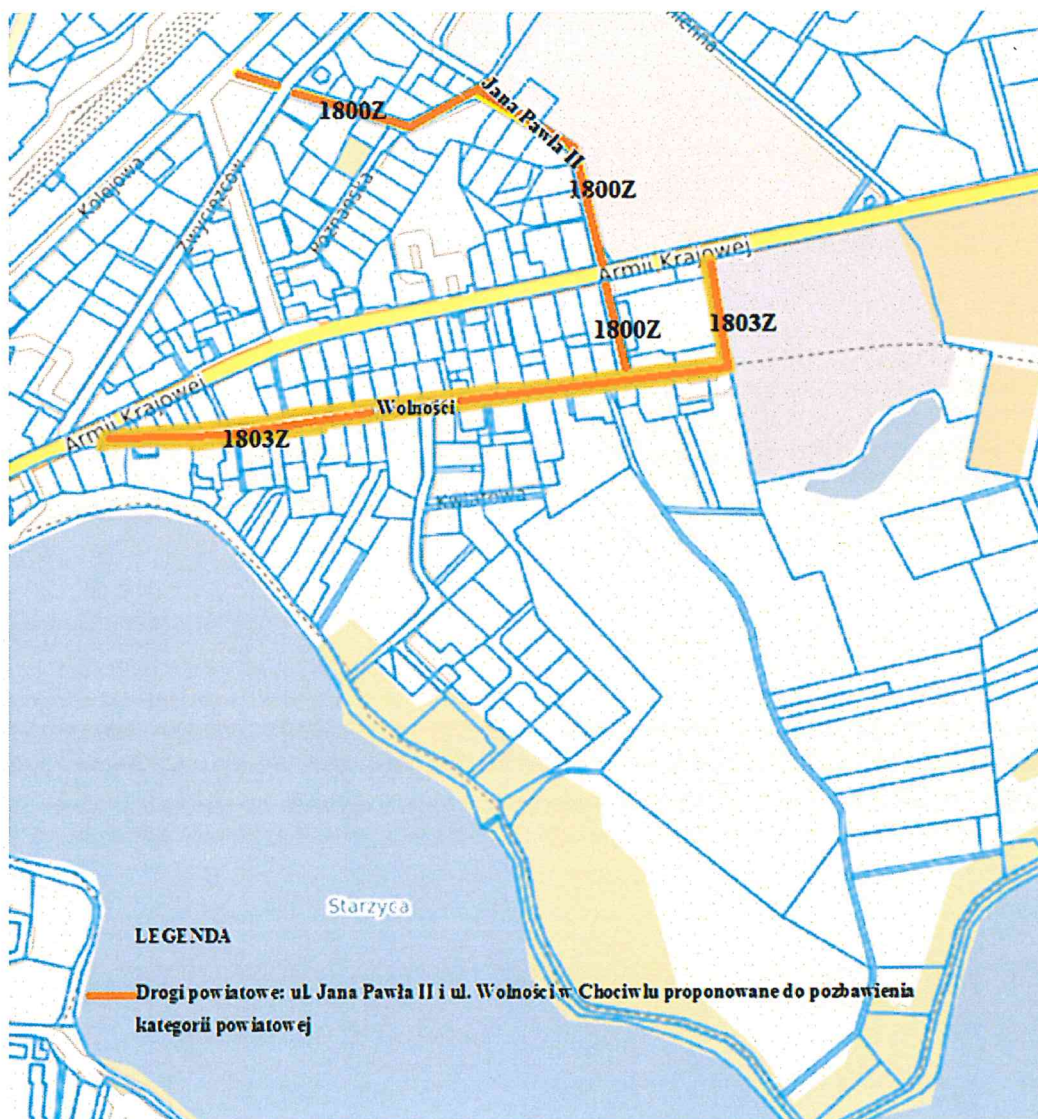 Kamienna
1800Z
Jana Pawła II
1800Z
Kolejowa
Zwycięzców
Poznańska
Armii Krajowej
1800Z
1803Z
Wolności
Armii Krajowej
1803Z
Kwiatowa
Starzyca
LEGENDA
Drogi powiatowe: ul. Jana Pawła II i ul. Wolności w Chociwlu proponowane do pozbawienia
kategorii powiatowej